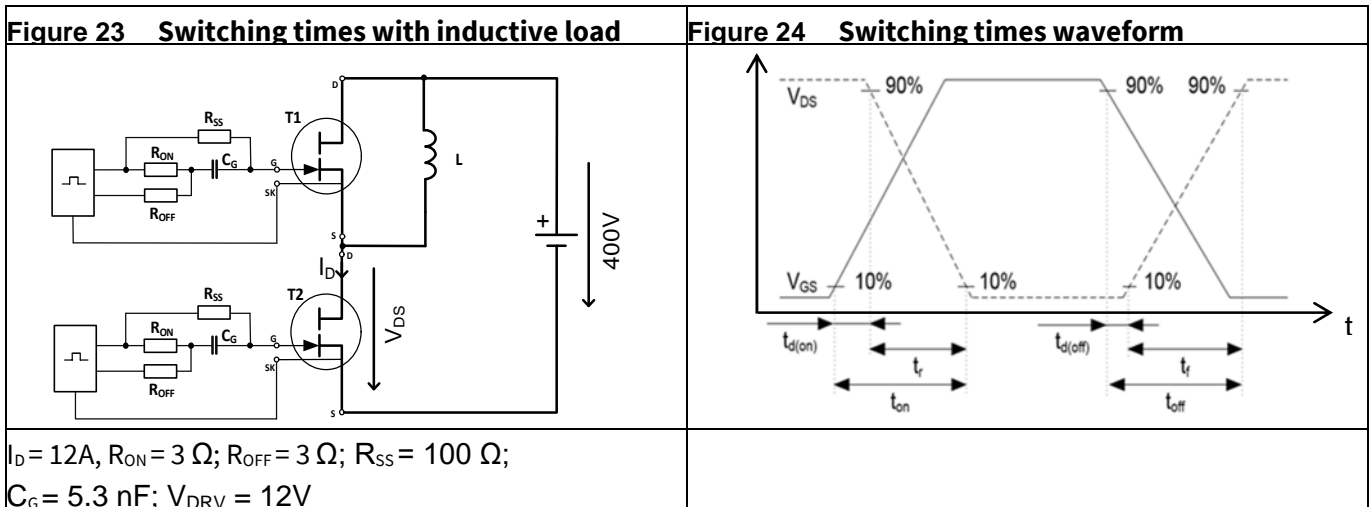 Figure 23 Switching times with inductive load
D
T1
RSS
RON
CG
G
SK
ROFF
S
L
+
400V
D
ID
T2
VDS
RSS
RON
CG
G
SK
ROFF
S
ID = 12A, RON = 3 Ω; ROFF = 3 Ω; RSS = 100 Ω;
CG = 5.3 nF; VDRV = 12V
Figure 24 Switching times waveform
VDS
90%
90%
90%
VGS
10%
10%
10%
t
td(on)
td(off)
tr
tf
ton
toff